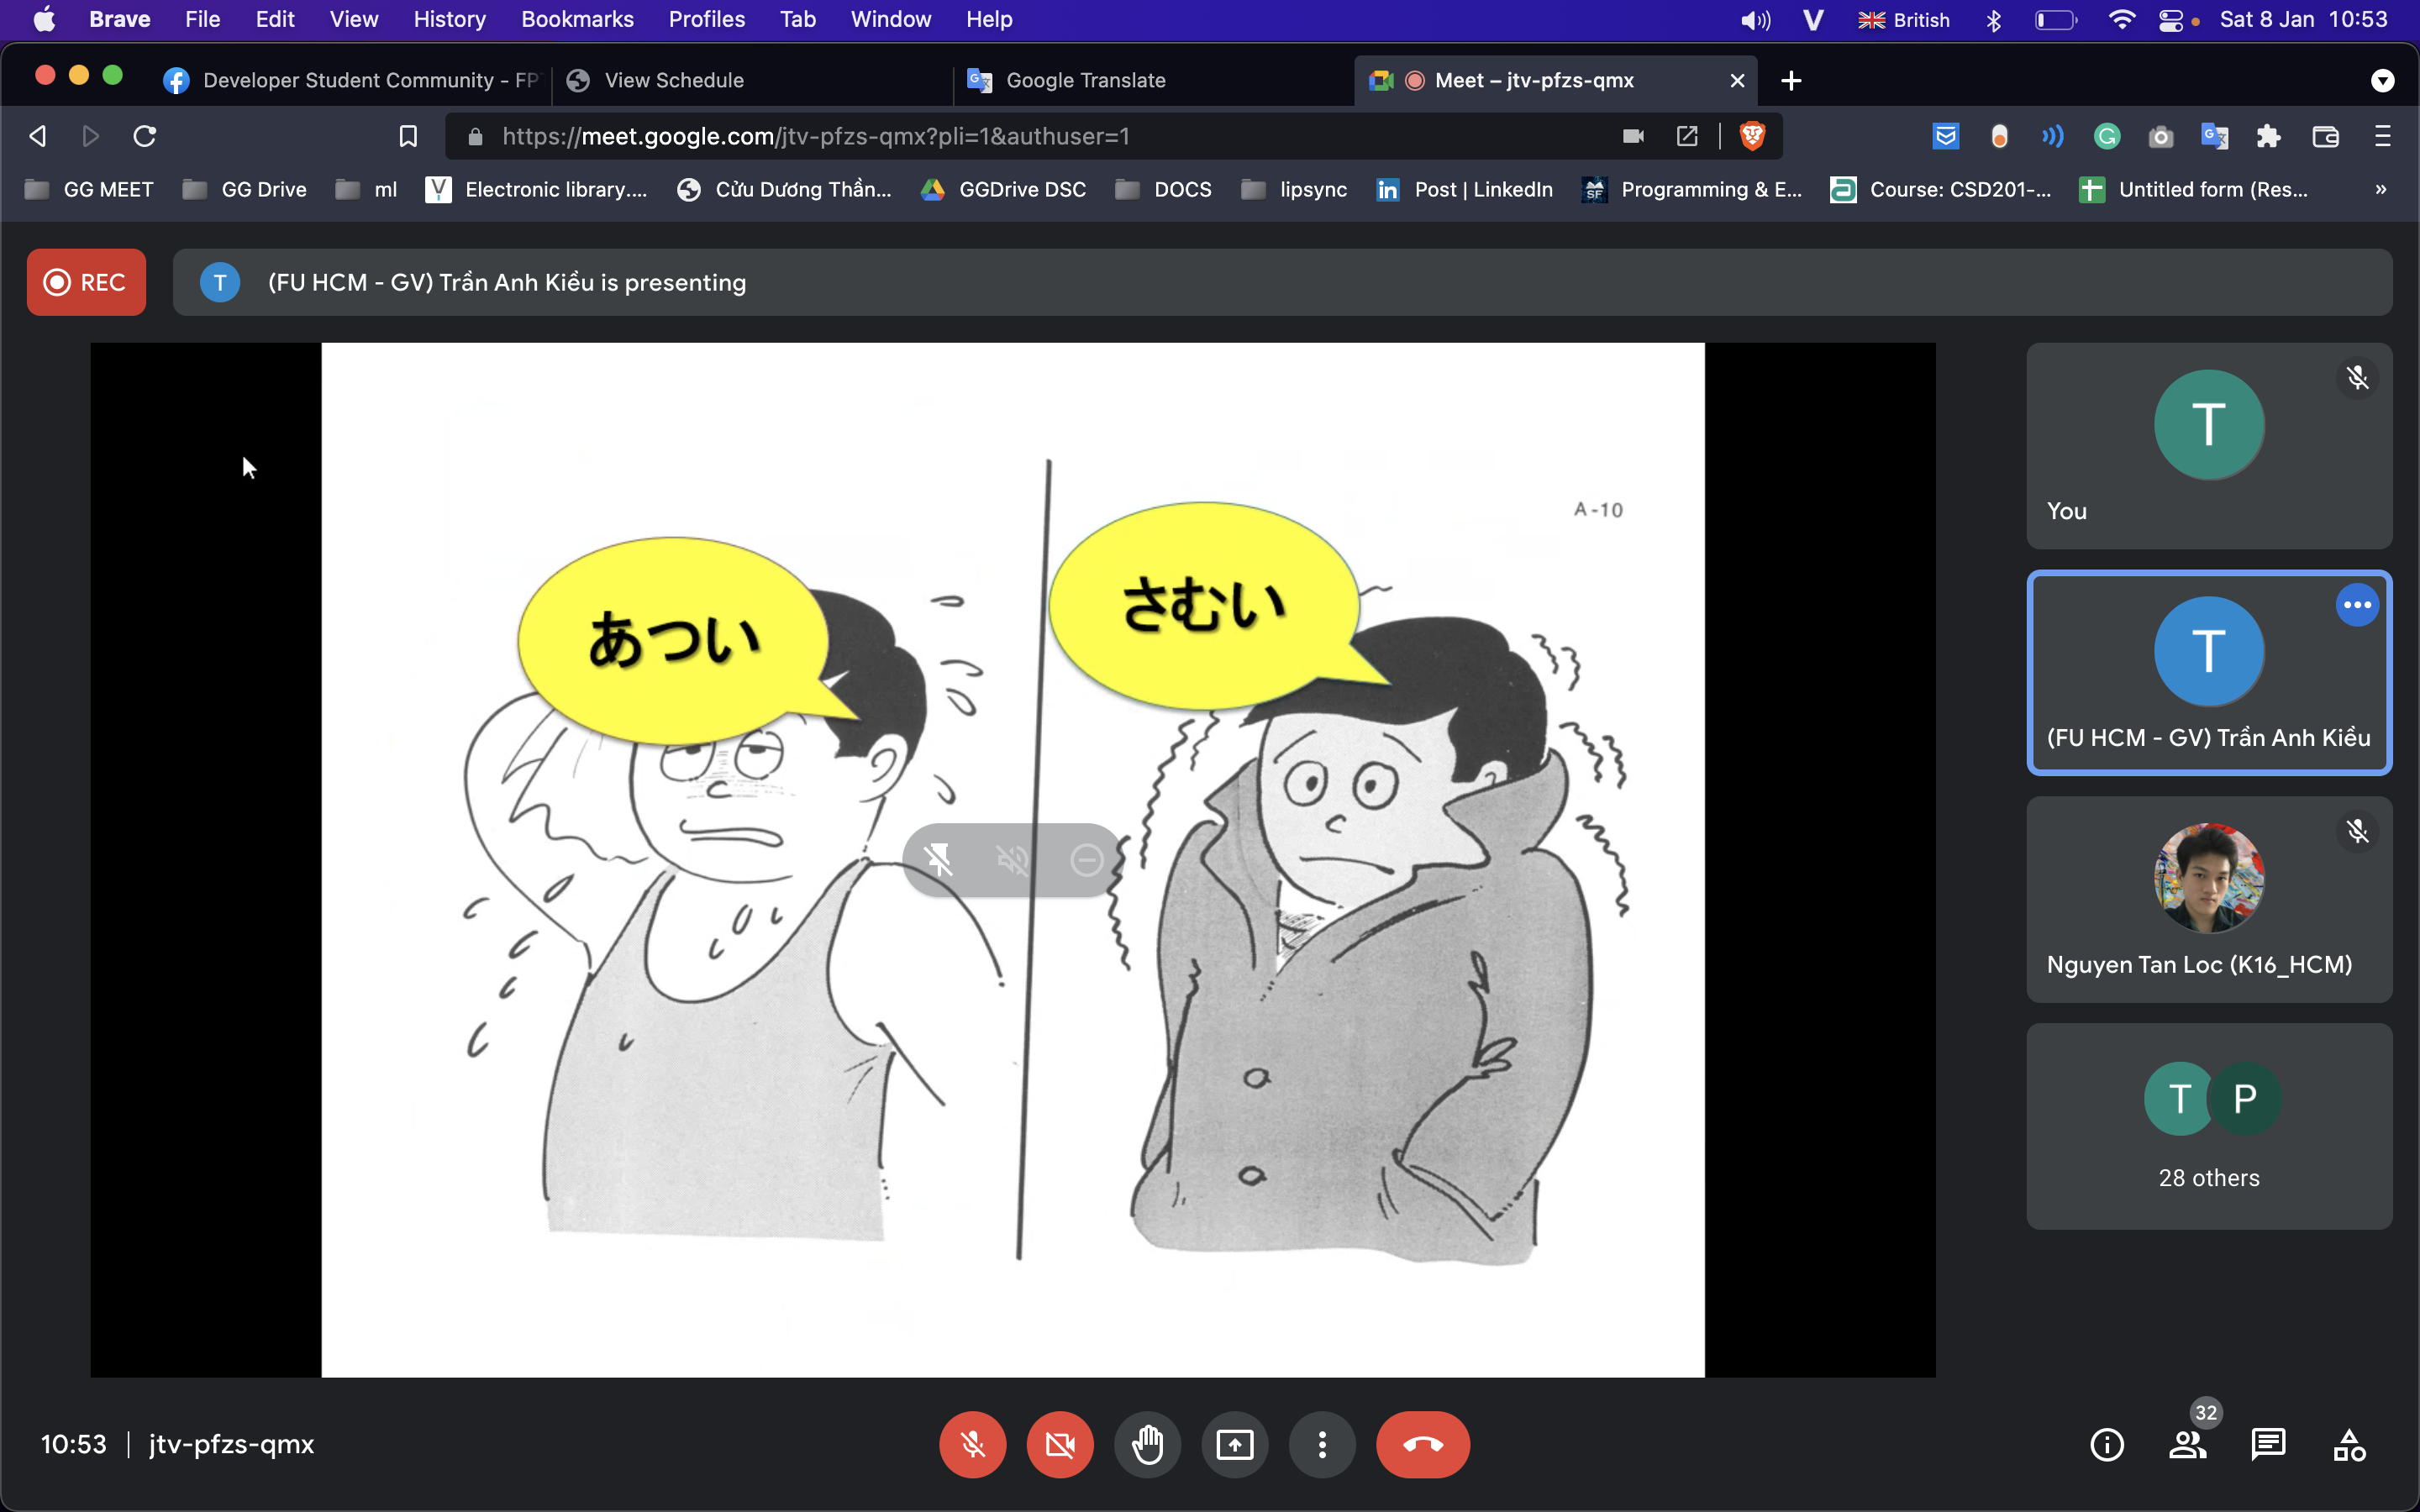 Brave File Edit View History Bookmarks Profiles Tab Window Help V British Sat 8 Jan 10:53
Developer Student Community - FP View Schedule Google Translate Meet – jtv-pfzs-qmx
https://meet.google.com/jtv-pfzs-qmx?pli=1&authuser=1
GG MEET GG Drive ml Electronic library.... Cửu Dương Thần... GGDrive DSC DOCS lipsync Post | LinkedIn Programming & E... Course: CSD201-... Untitled form (Res... »
REC T (FU HCM - GV) Trần Anh Kiều is presenting
A-10
あつい
さむい
T
You
T
(FU HCM - GV) Trần Anh Kiều
Nguyen Tan Loc (K16_HCM)
T P
28 others
10:53 | jtv-pfzs-qmx
32